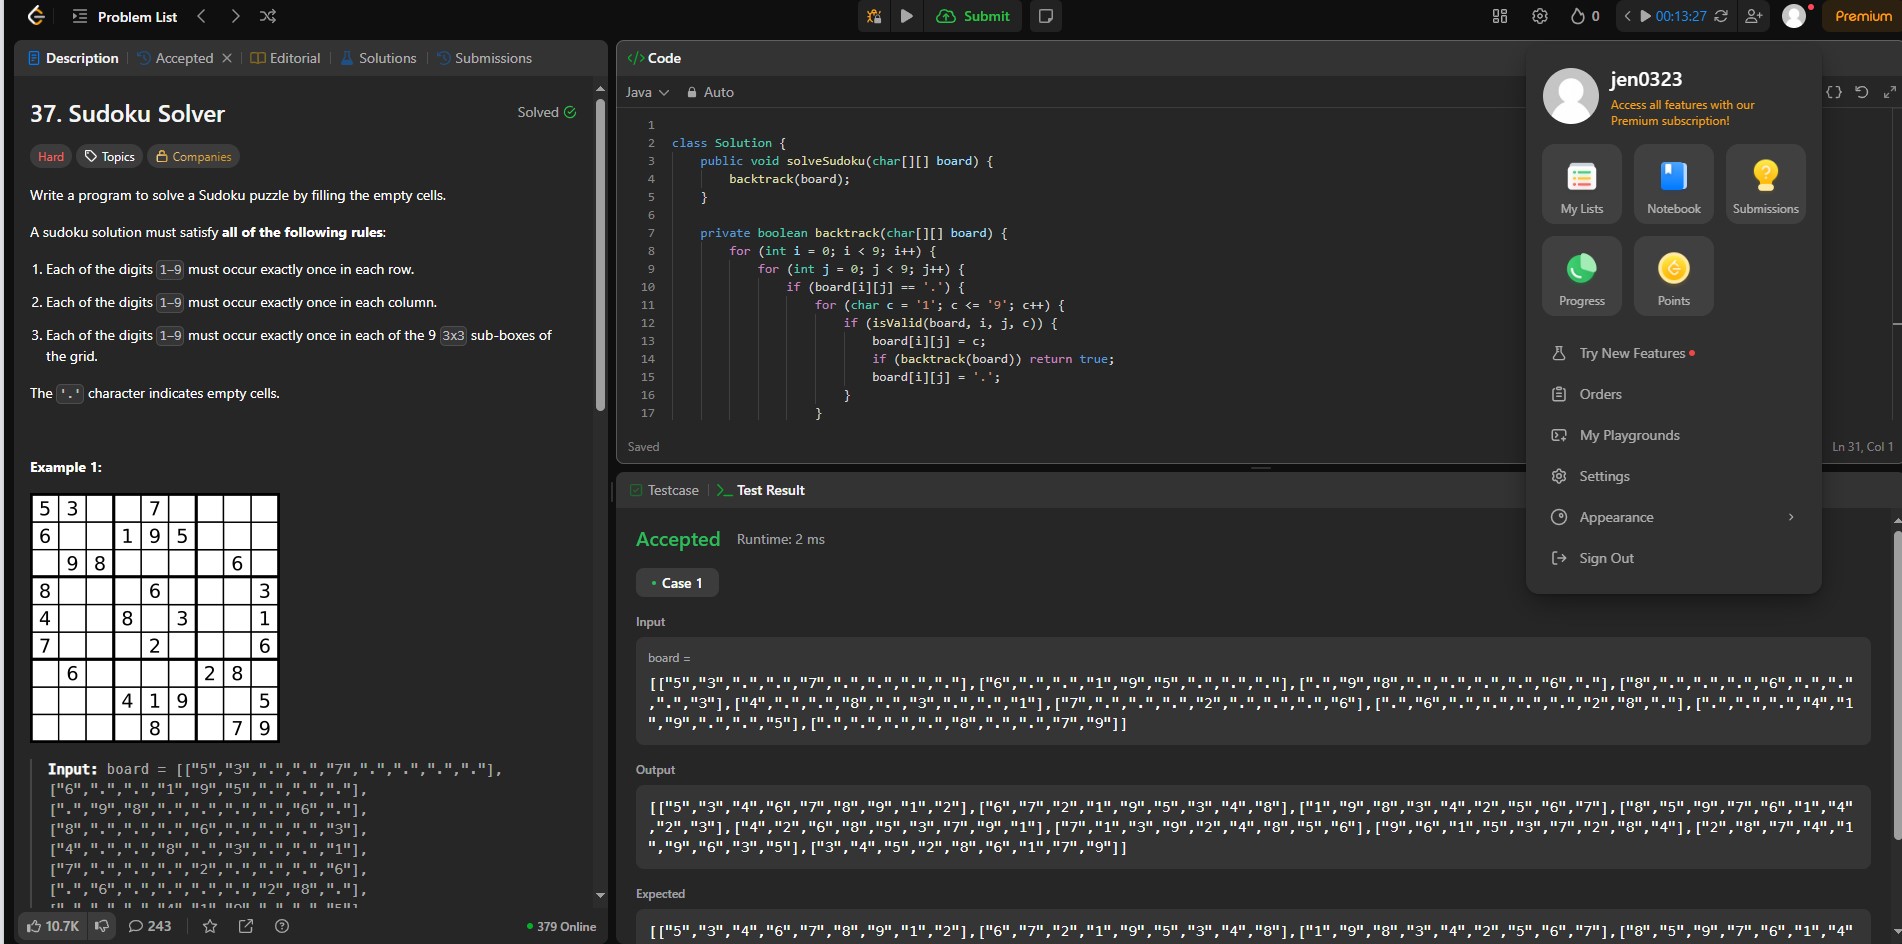 Problem List
Submit
0
00:13:27
Premium
Description
Accepted
Editorial
Solutions
Submissions
37. Sudoku Solver
Solved
Hard
Topics
Companies
Write a program to solve a Sudoku puzzle by filling the empty cells.
A sudoku solution must satisfy all of the following rules:
1. Each of the digits 1-9 must occur exactly once in each row.
2. Each of the digits 1-9 must occur exactly once in each column.
3. Each of the digits 1-9 must occur exactly once in each of the 9 3x3 sub-boxes of
the grid.
The '.' character indicates empty cells.
Example 1:
5 3 7
6 1 9 5
9 8 6
8 6 3
4 8 3 1
7 2 6
6 2 8
4 1 9 5
8 7 9
Input: board = [["5","3",".",".","7",".",".",".","."],
["6",".",".","1","9","5",".",".","."],
[".","9","8",".",".",".",".","6","."],
["8",".",".",".","6",".",".",".","3"],
["4",".",".","8",".","3",".",".","1"],
["7",".",".",".","2",".",".",".","6"],
[".","6",".",".",".",".","2","8","."],
10.7K
243
379 Online
</> Code
Java
Auto
1
2 class Solution {
3 public void solveSudoku(char[][] board) {
4 backtrack(board);
5 }
6
7 private boolean backtrack(char[][] board) {
8 for (int i = 0; i < 9; i++) {
9 for (int j = 0; j < 9; j++) {
10 if (board[i][j] == '.') {
11 for (char c = '1'; c <= '9'; c++) {
12 if (isValid(board, i, j, c)) {
13 board[i][j] = c;
14 if (backtrack(board)) return true;
15 board[i][j] = '.';
16 }
17 }
Saved
Ln 31, Col 1
Testcase
Test Result
Accepted
Runtime: 2 ms
Case 1
Input
board =
[["5","3",".",".","7",".",".",".","."],["6",".",".","1","9","5",".",".","."],[".","9","8",".",".",".",".","6","."],["8",".",".",".","6",".","."
,".","3"],["4",".",".","8",".","3",".",".","1"],["7",".",".",".","2",".",".",".","6"],[".","6",".",".",".",".","2","8","."],[".",".",".","4","1
","9",".",".","5"],[".",".",".",".","8",".",".","7","9"]]
Output
[["5","3","4","6","7","8","9","1","2"],["6","7","2","1","9","5","3","4","8"],["1","9","8","3","4","2","5","6","7"],["8","5","9","7","6","1","4"
,"2","3"],["4","2","6","8","5","3","7","9","1"],["7","1","3","9","2","4","8","5","6"],["9","6","1","5","3","7","2","8","4"],["2","8","7","4","1
","9","6","3","5"],["3","4","5","2","8","6","1","7","9"]]
Expected
[["5","3","4","6","7","8","9","1","2"],["6","7","2","1","9","5","3","4","8"],["1","9","8","3","4","2","5","6","7"],["8","5","9","7","6","1","4"
jen0323
Access all features with our
Premium subscription!
My Lists
Notebook
Submissions
Progress
Points
Try New Features
Orders
My Playgrounds
Settings
Appearance
Sign Out